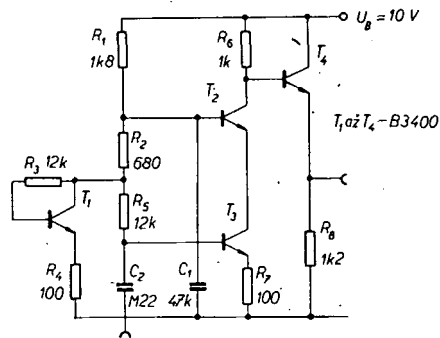 R1
1k8
R6
1k
T4
UB = 10 V
T2
R2
680
T1 až T4 – B3400
R3 12k
T1
R5
12k
T3
R4
100
C2
M22
C1
47k
R7
100
R8
1k2